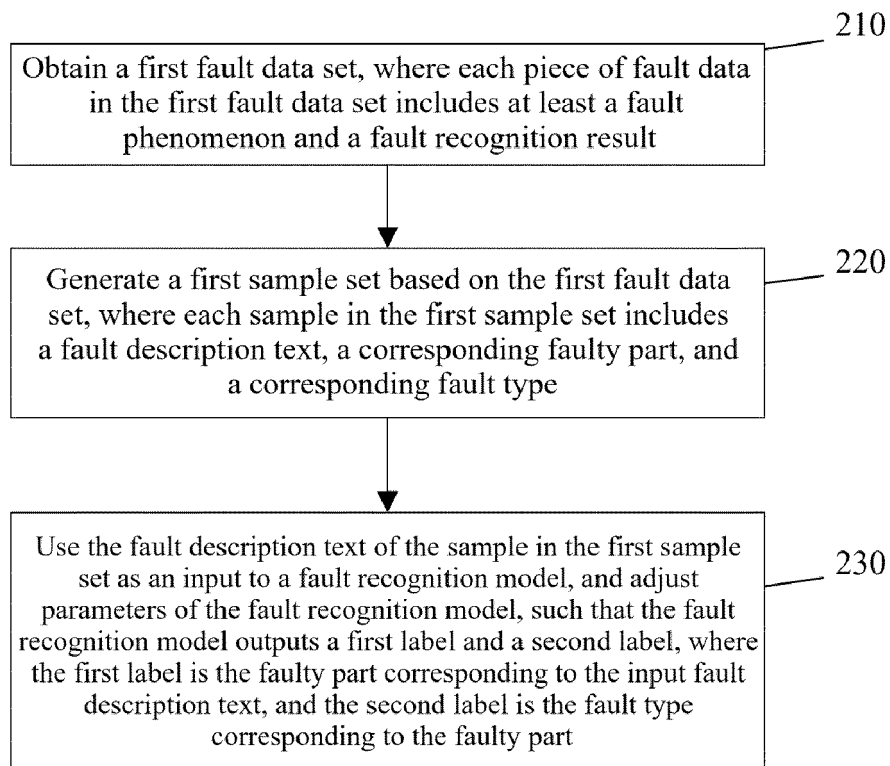 210
Obtain a first fault data set, where each piece of fault data
in the first fault data set includes at least a fault
phenomenon and a fault recognition result
220
Generate a first sample set based on the first fault data
set, where each sample in the first sample set includes
a fault description text, a corresponding faulty part, and
a corresponding fault type
230
Use the fault description text of the sample in the first sample
set as an input to a fault recognition model, and adjust
parameters of the fault recognition model, such that the fault
recognition model outputs a first label and a second label, where
the first label is the faulty part corresponding to the input fault
description text, and the second label is the fault type
corresponding to the faulty part